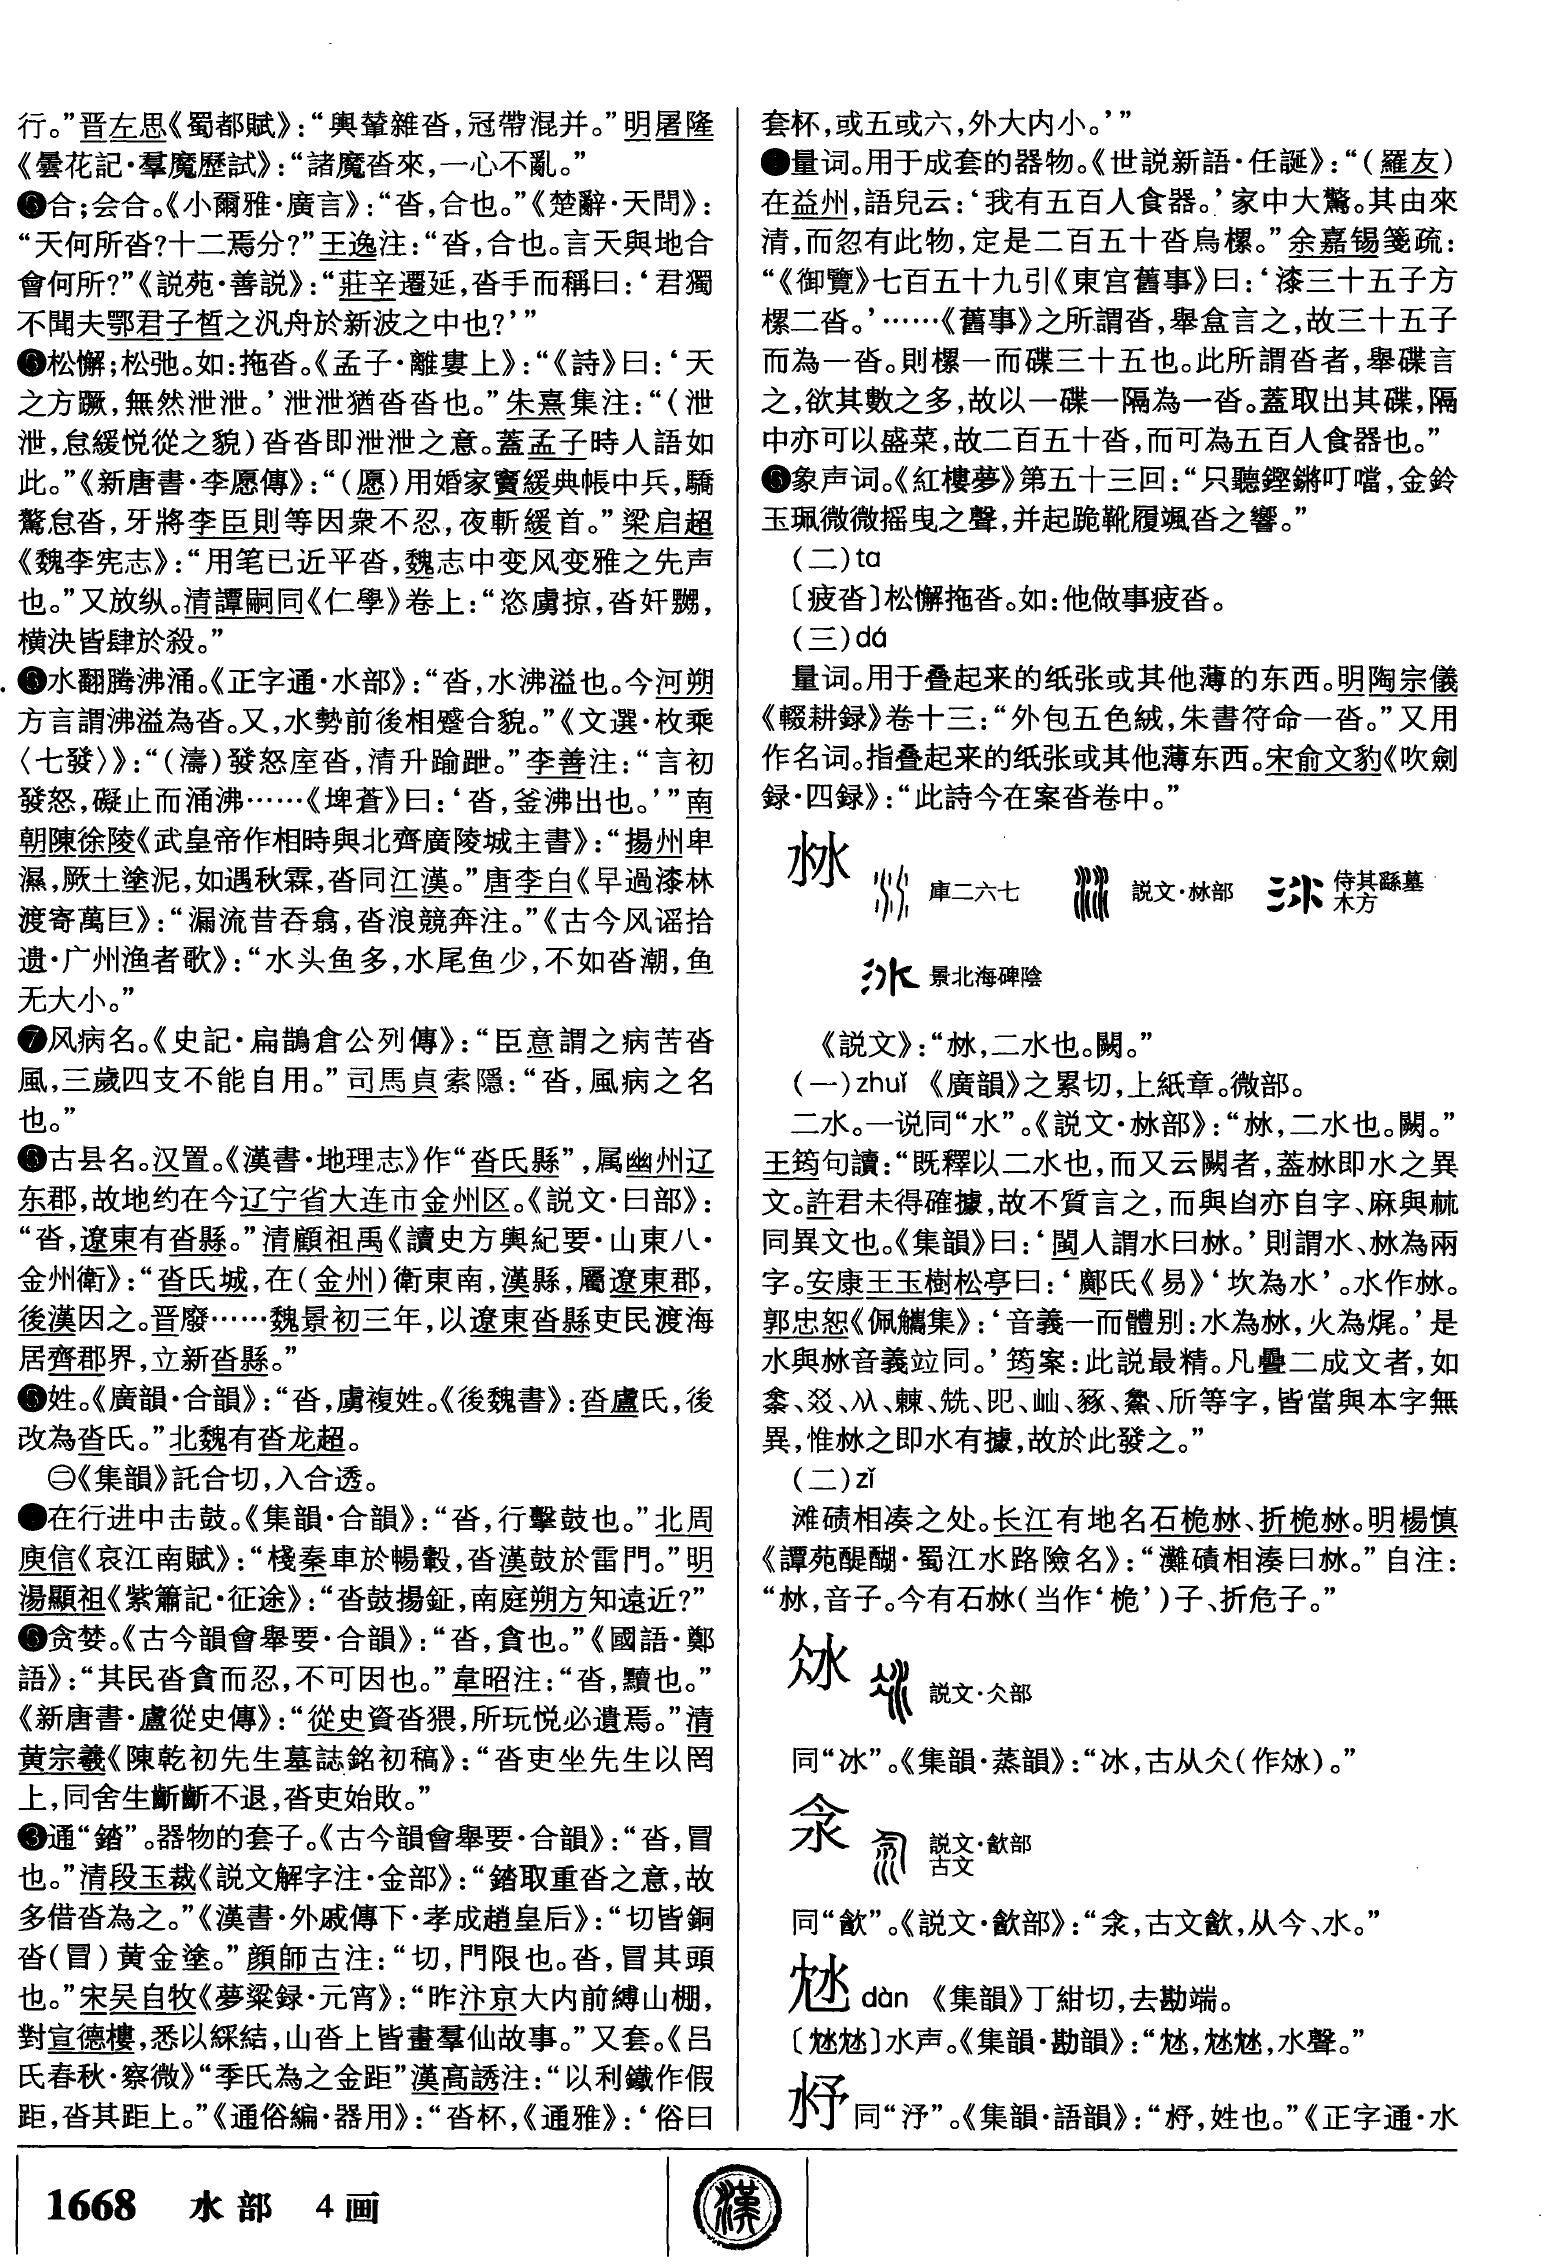 行。”晋左思《蜀都賦》：“輿輦雜沓，冠帶混并。”明屠隆
《曇花記·羣魔歷試》：“諸魔沓來，一心不亂。”
合；会合。《小爾雅·廣言》：“沓，合也。”《楚辭·天問》：
“天何所沓？十二焉分？”王逸注：“沓，合也。言天與地合
會何所？”《説苑·善説》：“莊辛遷延，沓手而稱曰：‘君獨
不聞夫鄂君子皙之汎舟於新波之中也？’”
松懈；松弛。如：拖沓。《孟子·離婁上》：“《詩》曰：‘天
之方蹶，無然泄泄。’泄泄猶沓沓也。”朱熹集注：“（泄
泄，怠緩悦從之貌）沓沓即泄泄之意。蓋孟子時人語如
此。”《新唐書·李愿傳》：“（愿）用婚家竇緩典帳中兵，驕
驁怠沓，牙將李臣則等因衆不忍，夜斬緩首。”梁启超
《魏李宪志》：“用笔已近平沓，魏志中变风变雅之先声
也。”又放纵。清譚嗣同《仁學》卷上：“恣虜掠，沓奸嬲，
橫決皆肆於殺。”
水翻腾沸涌。《正字通·水部》：“沓，水沸溢也。今河朔
方言謂沸溢為沓。又，水勢前後相蹙合貌。”《文選·枚乘
〈七發〉》：“（濤）發怒庢沓，清升踰跇。”李善注：“言初
發怒，礙止而涌沸……《埤蒼》曰：‘沓，釜沸出也。’”南
朝陳徐陵《武皇帝作相時與北齊廣陵城主書》：“揚州卑
濕，厥土塗泥，如遇秋霖，沓同江漢。”唐李白《早過漆林
渡寄萬巨》：“漏流昔吞翕，沓浪競奔注。”《古今风谣拾
遗·广州渔者歌》：“水头鱼多，水尾鱼少，不如沓潮，鱼
无大小。”
❼风病名。《史記·扁鵲倉公列傳》：“臣意謂之病苦沓
風，三歲四支不能自用。”司馬貞索隱：“沓，風病之名
也。”
古县名。汉置。《漢書·地理志》作“沓氏縣”，属幽州辽
东郡，故地约在今辽宁省大连市金州区。《説文·曰部》：
“沓，遼東有沓縣。”清顧祖禹《讀史方輿紀要·山東八·
金州衛》：“沓氏城，在（金州）衛東南，漢縣，屬遼東郡，
後漢因之。晋廢……魏景初三年，以遼東沓縣吏民渡海
居齊郡界，立新沓縣。”
姓。《廣韻·合韻》：“沓，虜複姓。《後魏書》：沓盧氏，後
改為沓氏。”北魏有沓龙超。
㊁《集韻》託合切，入合透。
在行进中击鼓。《集韻·合韻》：“沓，行擊鼓也。”北周
庾信《哀江南賦》：“棧秦車於暢轂，沓漢鼓於雷門。”明
湯顯祖《紫簫記·征途》：“沓鼓揚鉦，南庭朔方知遠近？”
贪婪。《古今韻會舉要·合韻》：“沓，貪也。”《國語·鄭
語》：“其民沓貪而忍，不可因也。”韋昭注：“沓，黷也。”
《新唐書·盧從史傳》：“從史資沓猥，所玩悦必遺焉。”清
黄宗羲《陳乾初先生墓誌銘初稿》：“沓吏坐先生以罔
上，同舍生齗齗不退，沓吏始敗。”
❸通“錔”。器物的套子。《古今韻會舉要·合韻》：“沓，冒
也。”清段玉裁《説文解字注·金部》：“錔取重沓之意，故
多借沓為之。”《漢書·外戚傳下·孝成趙皇后》：“切皆銅
沓（冒）黄金塗。”顔師古注：“切，門限也。沓，冒其頭
也。”宋吴自牧《夢粱録·元宵》：“昨汴京大内前縛山棚，
對宣德樓，悉以綵結，山沓上皆畫羣仙故事。”又套。《吕
氏春秋·察微》“季氏為之金距”漢高誘注：“以利鐵作假
距，沓其距上。”《通俗編·器用》：“沓杯，《通雅》：‘俗曰
套杯，或五或六，外大内小。’”
量词。用于成套的器物。《世説新語·任誕》：“（羅友）
在益州，語兒云：‘我有五百人食器。’家中大驚。其由來
清，而忽有此物，定是二百五十沓烏樏。”余嘉锡箋疏：
“《御覽》七百五十九引《東宫舊事》曰：‘漆三十五子方
樏二沓。’……《舊事》之所謂沓，舉盒言之，故三十五子
而為一沓。則樏一而碟三十五也。此所謂沓者，舉碟言
之，欲其數之多，故以一碟一隔為一沓。蓋取出其碟，隔
中亦可以盛菜，故二百五十沓，而可為五百人食器也。”
象声词。《紅樓夢》第五十三回：“只聽鏗鏘叮噹，金鈴
玉珮微微摇曳之聲，并起跪靴履颯沓之響。”
（二）ta
〔疲沓〕松懈拖沓。如：他做事疲沓。
（三）dá
量词。用于叠起来的纸张或其他薄的东西。明陶宗儀
《輟耕録》卷十三：“外包五色絨，朱書符命一沓。”又用
作名词。指叠起来的纸张或其他薄东西。宋俞文豹《吹劍
録·四録》：“此詩今在案沓卷中。”
沝 庫二六七 説文·沝部 侍其繇墓木方
景北海碑陰
《説文》：“沝，二水也。闕。”
（一）zhuǐ 《廣韻》之累切，上紙章。微部。
二水。一说同“水”。《説文·沝部》：“沝，二水也。闕。”
王筠句讀：“既釋以二水也，而又云闕者，葢沝即水之異
文。許君未得確據，故不質言之，而與𦣹亦自字、麻與𣏟
同異文也。《集韻》曰：‘閩人謂水曰沝。’則謂水、沝為兩
字。安康王玉樹松亭曰：‘鄺氏《易》‘坎為水’。水作沝。
郭忠恕《佩觿集》：‘音義一而體别：水為沝，火為焜。’是
水與沝音義竝同。’筠案：此説最精。凡疊二成文者，如
、㸚、从、棘、兟、、屾、豩、䲆、所等字，皆當與本字無
異，惟沝之即水有據，故於此發之。”
（二）zǐ
滩碛相凑之处。长江有地名石桅沝、折桅沝。明楊慎
《譚苑醍醐·蜀江水路險名》：“灘磧相湊曰沝。”自注：
“沝，音子。今有石沝（当作‘桅’）子、折危子。”
𣲝 説文·仌部
同“冰”。《集韻·蒸韻》：“冰，古从仌（作𣲝）。”
㱃 説文·㱃部
古文
同“㱃”。《説文·㱃部》：“汆，古文㱃，从今、水。”
dàn 《集韻》丁紺切，去勘端。
水声。《集韻·勘韻》：水聲。”
同“汿”。《集韻·語韻》：姓也。”《正字通·水
1668 水部 4画
漢